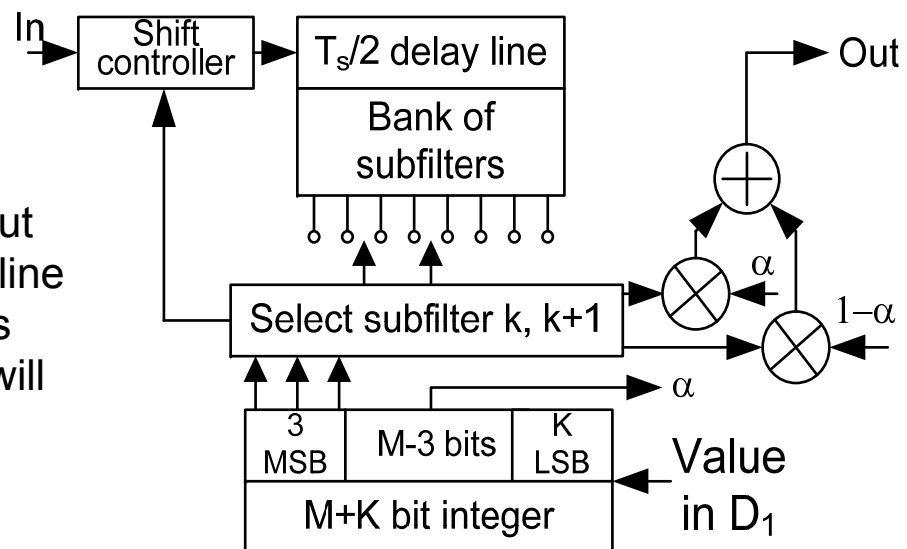 In
Shift
controller
Tₛ/2 delay line
Bank of
subfilters
Out
ut
line
s
will
α
Select subfilter k, k+1
1−α
α
3
MSB
M-3 bits
K
LSB
M+K bit integer
Value
in D₁